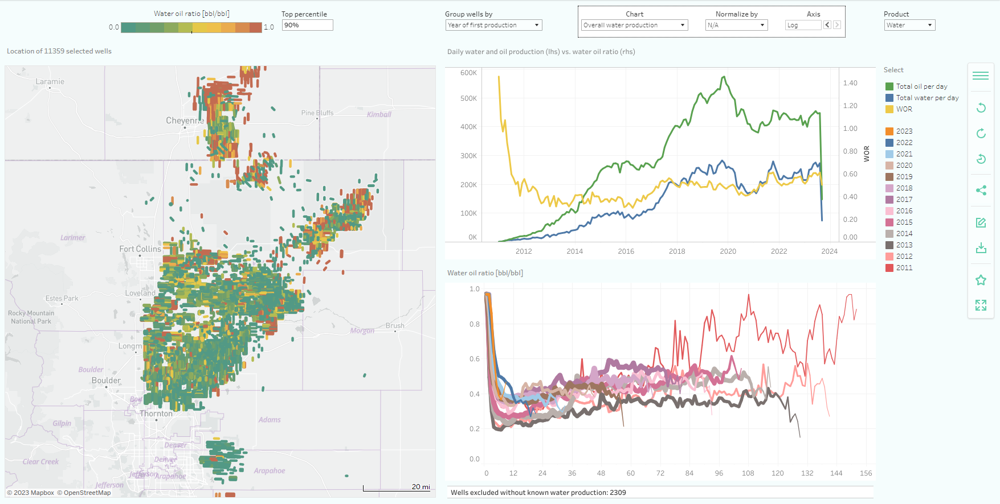 Water oil ratio [bbl/bbl]
0.0
1.0
Top percentile
90%
Group wells by
Year of first production
Chart
Overall water production
Normalize by
N/A
Axis
Log
Product
Water
Location of 11359 selected wells
Laramie
Cheyenne
Pine Bluffs
Kimball
Larimer
Fort Collins
Loveland
Estes Park
Rocky Mountain
National Park
Longm
Morgan
Brush
Boulder
Boulder
Thornton
Gilpin
Adams
Denver
Denver
Clear Creek
Jefferson
Arapahoe
Arapahoe
Jefferson
© 2023 Mapbox © OpenStreetMap
20 mi
Daily water and oil production (lhs) vs. water oil ratio (rhs)
600K
500K
400K
300K
200K
100K
0K
1.40
1.20
1.00
0.80
0.60
0.40
0.20
0.00
WOR
2012
2014
2016
2018
2020
2022
2024
Select
Total oil per day
Total water per day
WOR
2023
2022
2021
2020
2019
2018
2017
2016
2015
2014
2013
2012
2011
Water oil ratio [bbl/bbl]
1.0
0.8
0.6
0.4
0.2
0.0
0
12
24
36
48
60
72
84
96
108
120
132
144
156
Wells excluded without known water production: 2309